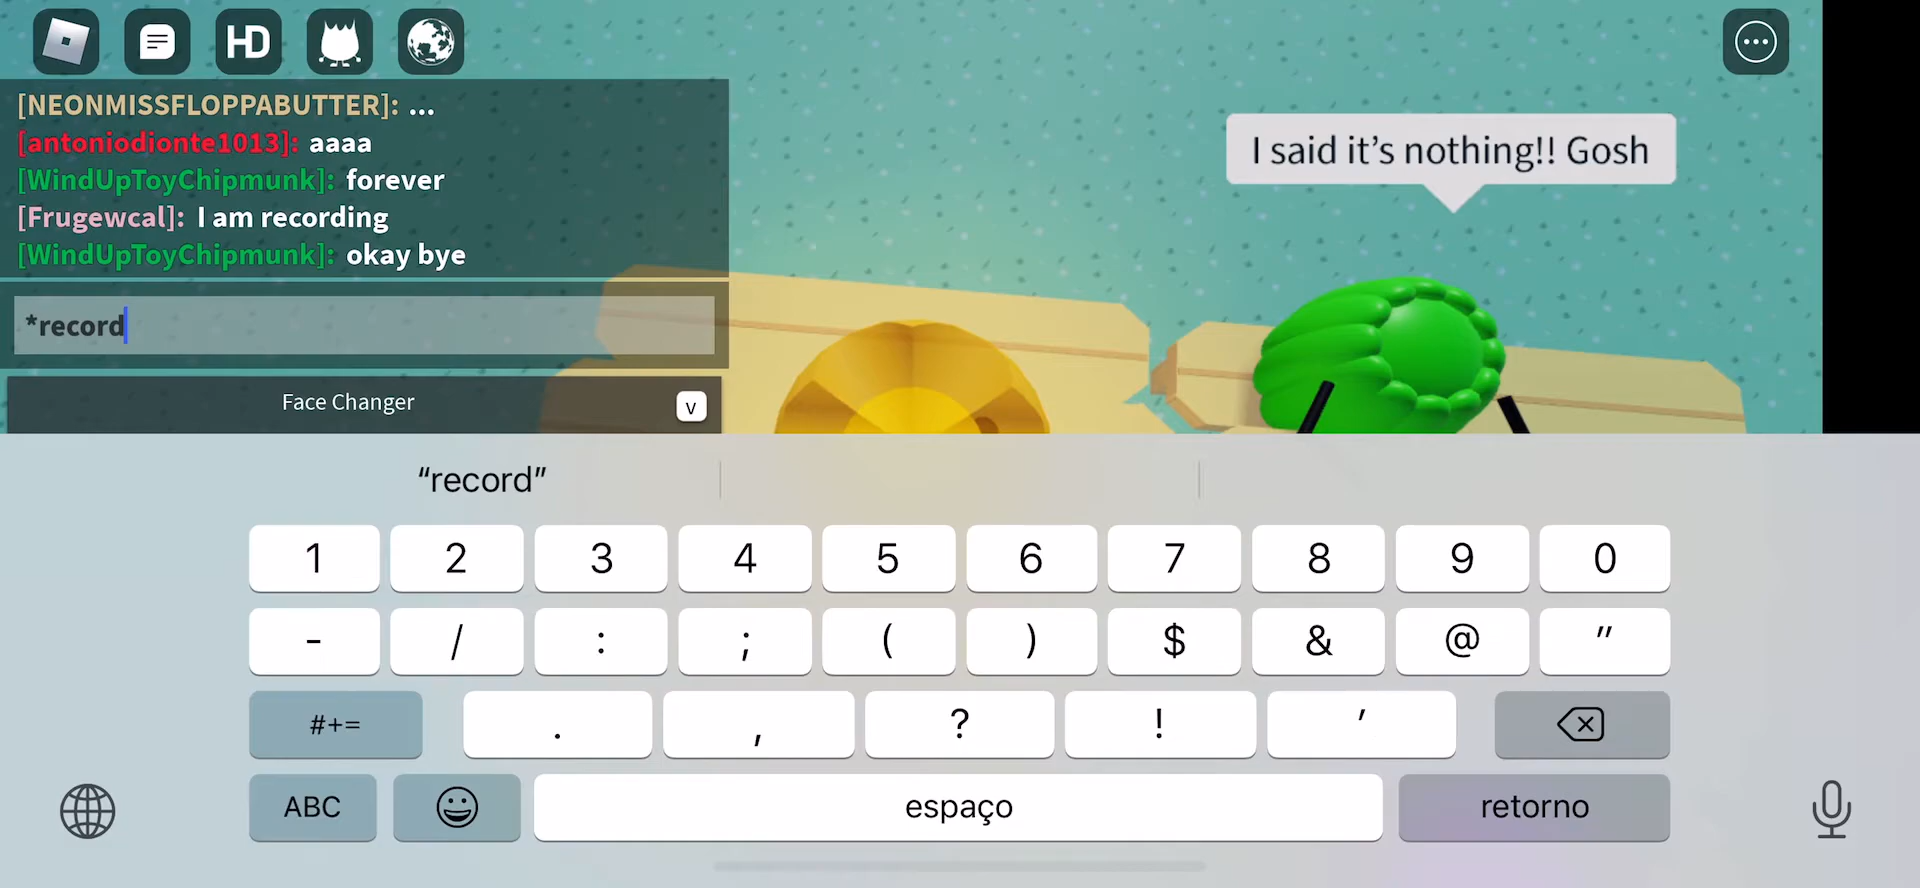 HD
[NEONMISSFLOPPABUTTER]: ...
[antoniodionte1013]: aaaa
[WindUpToyChipmunk]: forever
[Frugewcal]: I am recording
[WindUpToyChipmunk]: okay bye
I said it’s nothing!! Gosh
*record
Face Changer
v
“record”
1 2 3 4 5 6 7 8 9 0
- / : ; ( ) $ & @ "
#+= . , ? ! '
ABC espaço retorno